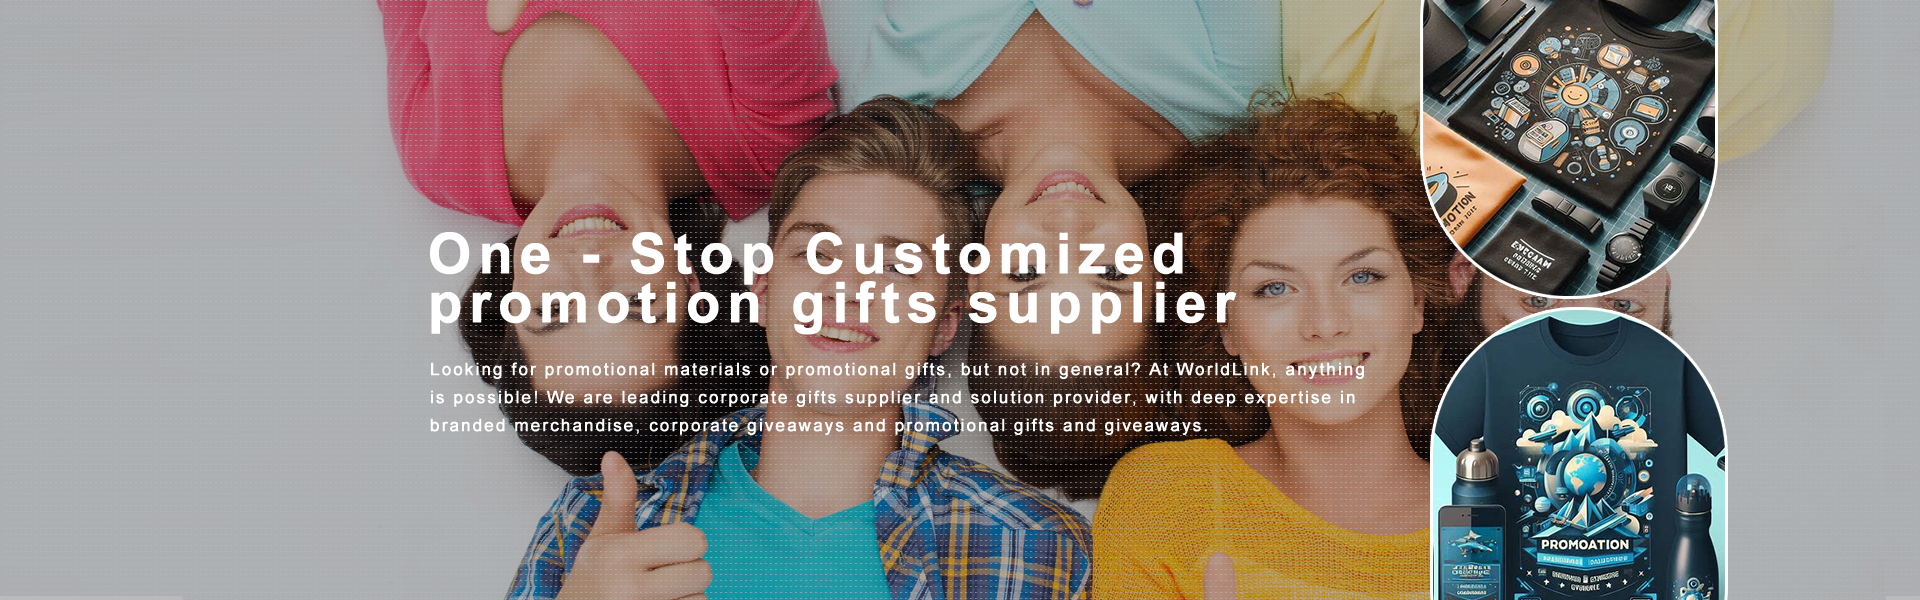 One - Stop Customized
promotion gifts supplier
Looking for promotional materials or promotional gifts, but not in general? At WorldLink, anything
is possible! We are leading corporate gifts supplier and solution provider, with deep expertise in
branded merchandise, corporate giveaways and promotional gifts and giveaways.
PROMOATION